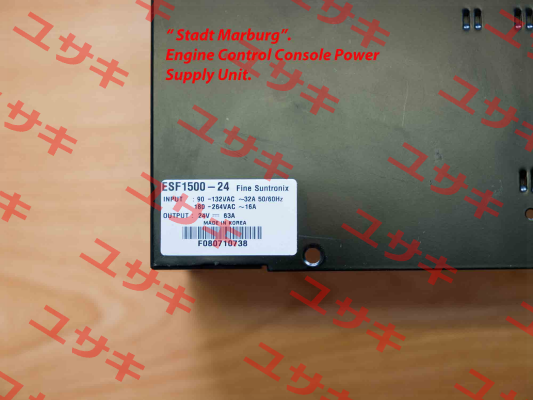 “ Stadt Marburg”.
Engine Control Console Power
Supply Unit.
ESF1500-24 Fine Suntronix
INPUT : 90 -132VAC ~32A 50/60Hz
180 -264VAC ~16A
OUTPUT : 24V ⎓ 63A
MADE IN KOREA
F080710738
ユサキ